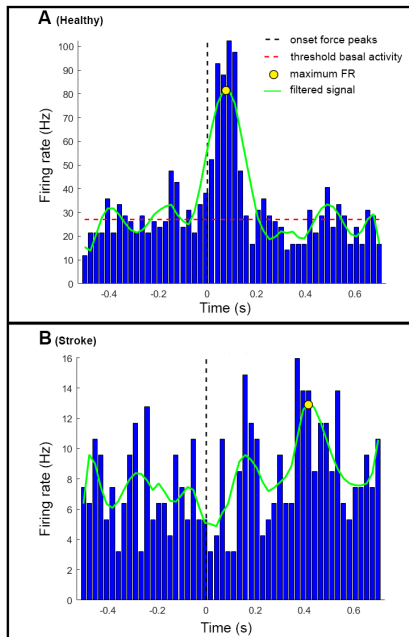 A (Healthy)
onset force peaks
threshold basal activity
maximum FR
filtered signal
Firing rate (Hz)
100
90
80
70
60
50
40
30
20
10
0
-0.4 -0.2 0 0.2 0.4 0.6
Time (s)
B (Stroke)
Firing rate (Hz)
16
14
12
10
8
6
4
2
0
-0.4 -0.2 0 0.2 0.4 0.6
Time (s)